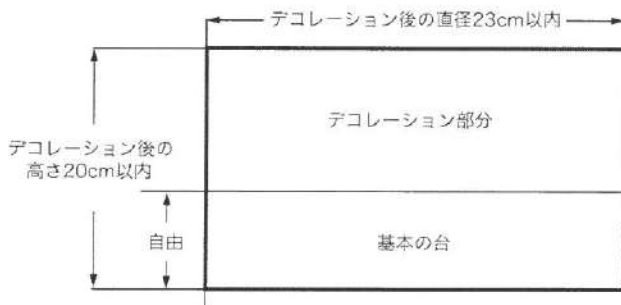 デコレーション後の直径23cm以内
デコレーション部分
デコレーション後の
高さ20cm以内
自由
基本の台